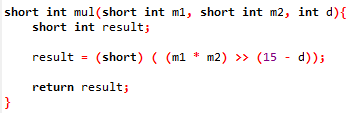 short int mul(short int m1, short int m2, int d){
    short int result;

    result = (short) ( (m1 * m2) >> (15 - d));

    return result;
}